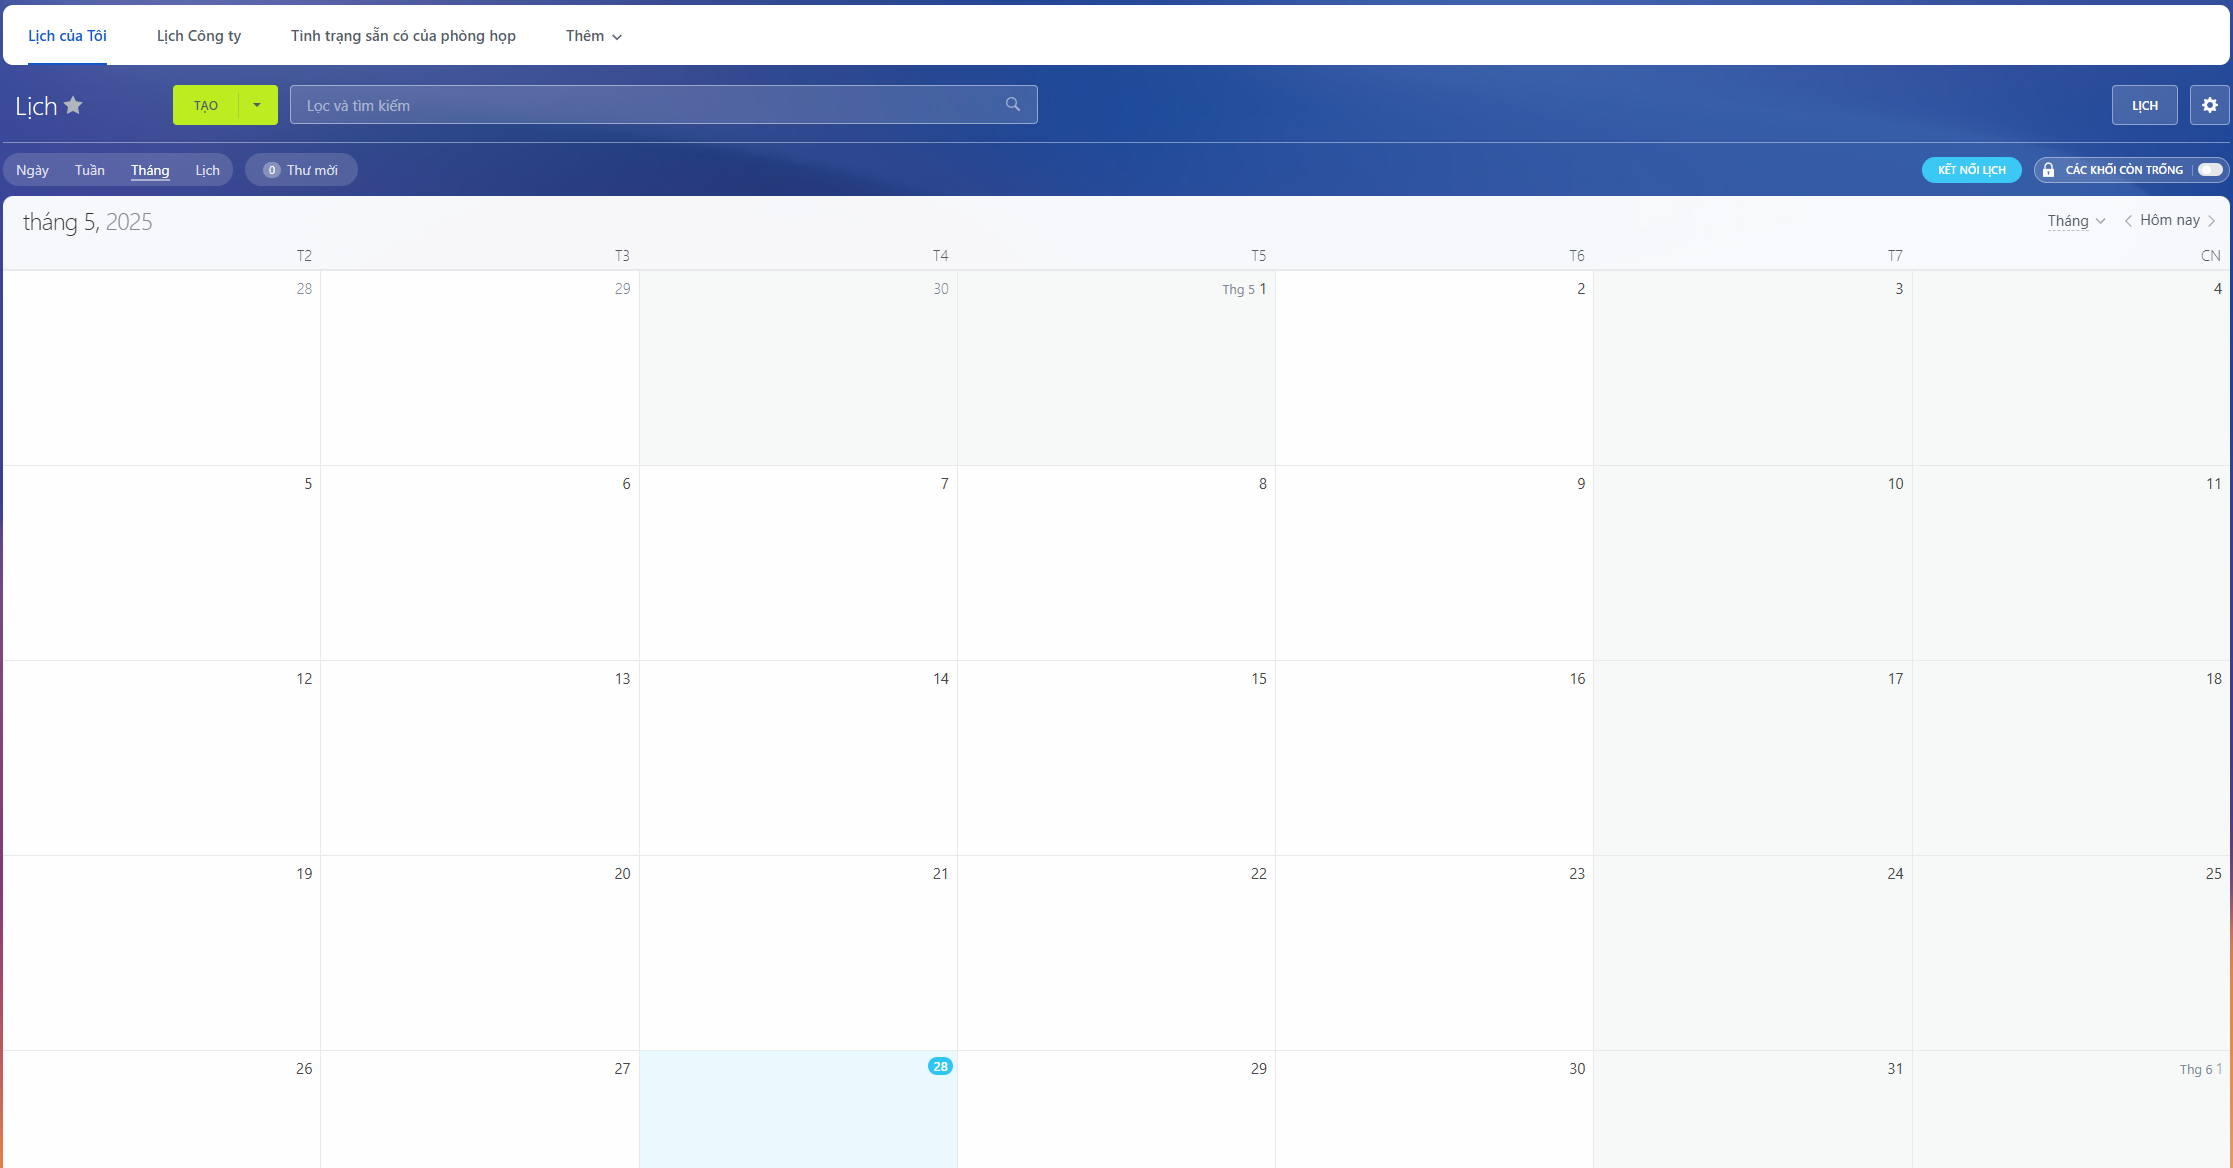 Lịch của Tôi Lịch Công ty Tình trạng sẵn có của phòng họp Thêm
Lịch TẠO Lọc và tìm kiếm LỊCH
Ngày Tuần Tháng Lịch 0 Thư mời KẾT NỐI LỊCH CÁC KHỐI CÒN TRỐNG
tháng 5, 2025 Tháng Hôm nay
T2 T3 T4 T5 T6 T7 CN
28 29 30 Thg 5 1 2 3 4
5 6 7 8 9 10 11
12 13 14 15 16 17 18
19 20 21 22 23 24 25
26 27 28 29 30 31 Thg 6 1